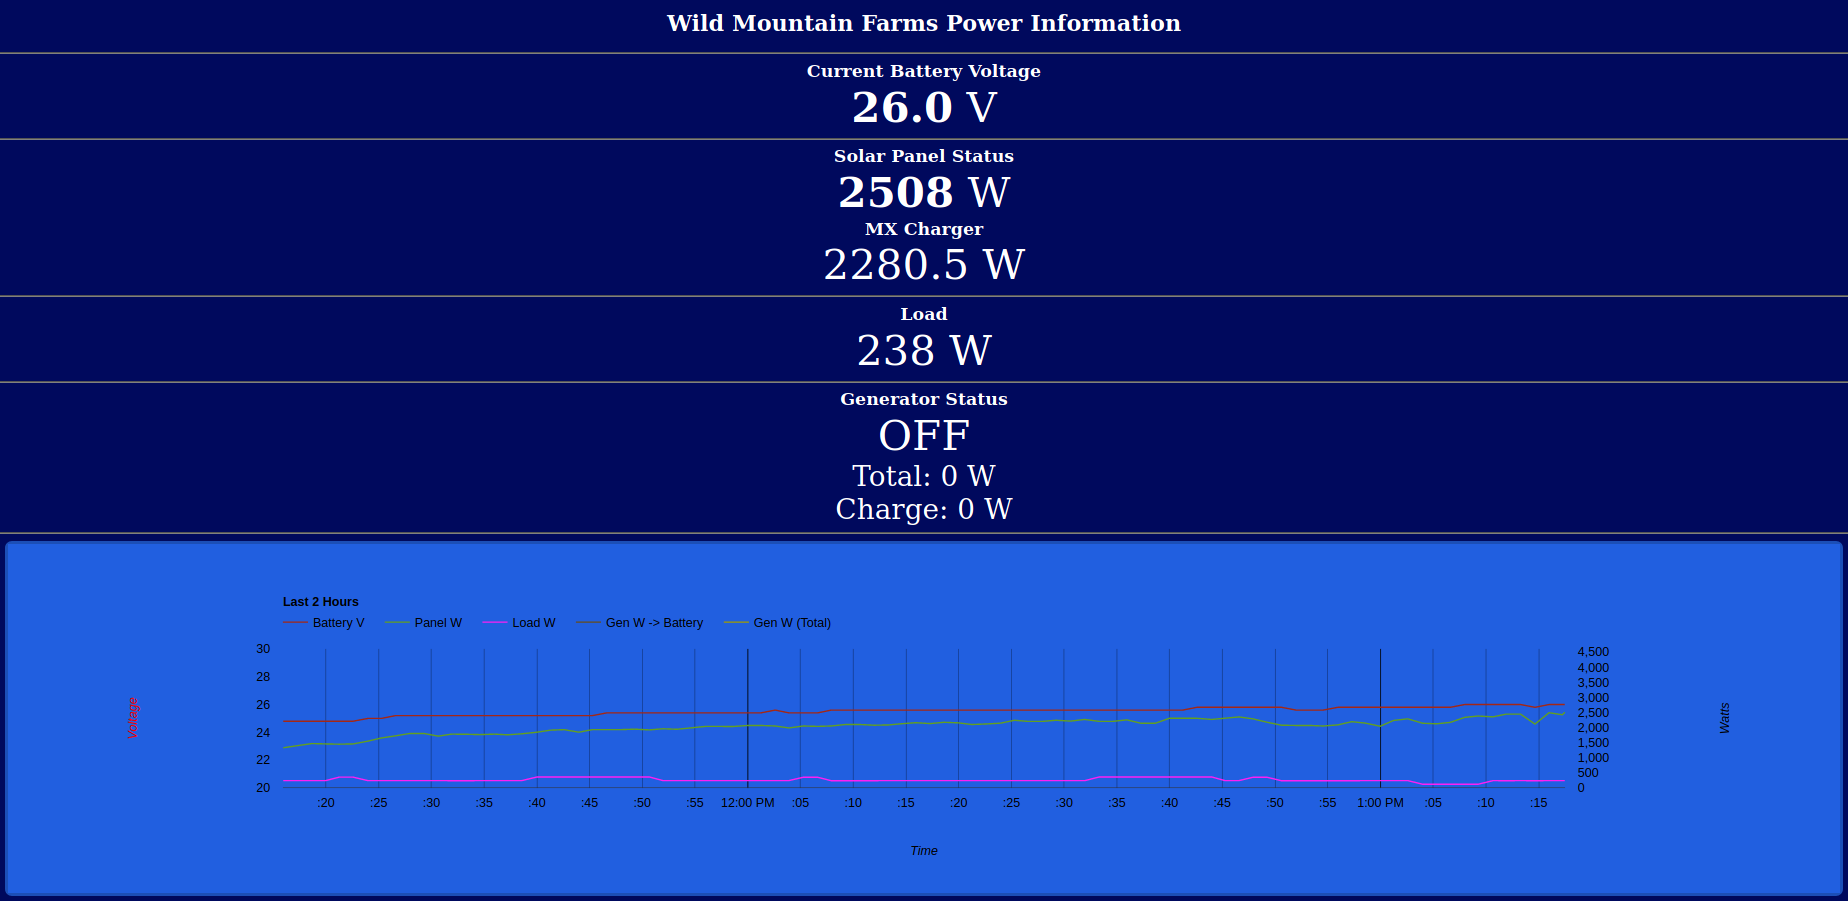 Wild Mountain Farms Power Information
Current Battery Voltage
26.0 V
Solar Panel Status
2508 W
MX Charger
2280.5 W
Load
238 W
Generator Status
OFF
Total: 0 W
Charge: 0 W
Last 2 Hours
Battery V Panel W Load W Gen W -> Battery Gen W (Total)
30
28
26
24
22
20
Voltage
4,500
4,000
3,500
3,000
2,500
2,000
1,500
1,000
500
0
Watts
:20 :25 :30 :35 :40 :45 :50 :55 12:00 PM :05 :10 :15 :20 :25 :30 :35 :40 :45 :50 :55 1:00 PM :05 :10 :15
Time